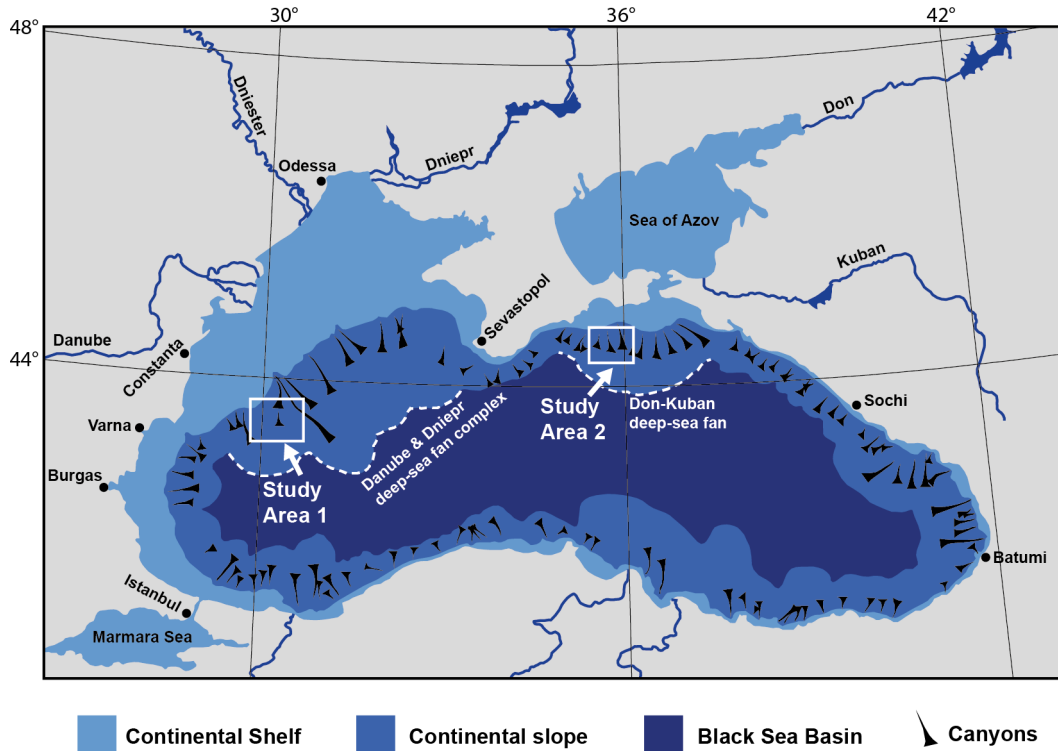 30°
36°
42°
48°
Dniester
Dniepr
Don
Odessa
Sea of Azov
Kuban
Sevastopol
Danube
44°
Constanta
Varna
Burgas
Study
Area 1
Danube & Dniepr
deep-sea fan complex
Study
Area 2
Don-Kuban
deep-sea fan
Sochi
Batumi
Istanbul
Marmara Sea
Continental Shelf
Continental slope
Black Sea Basin
Canyons